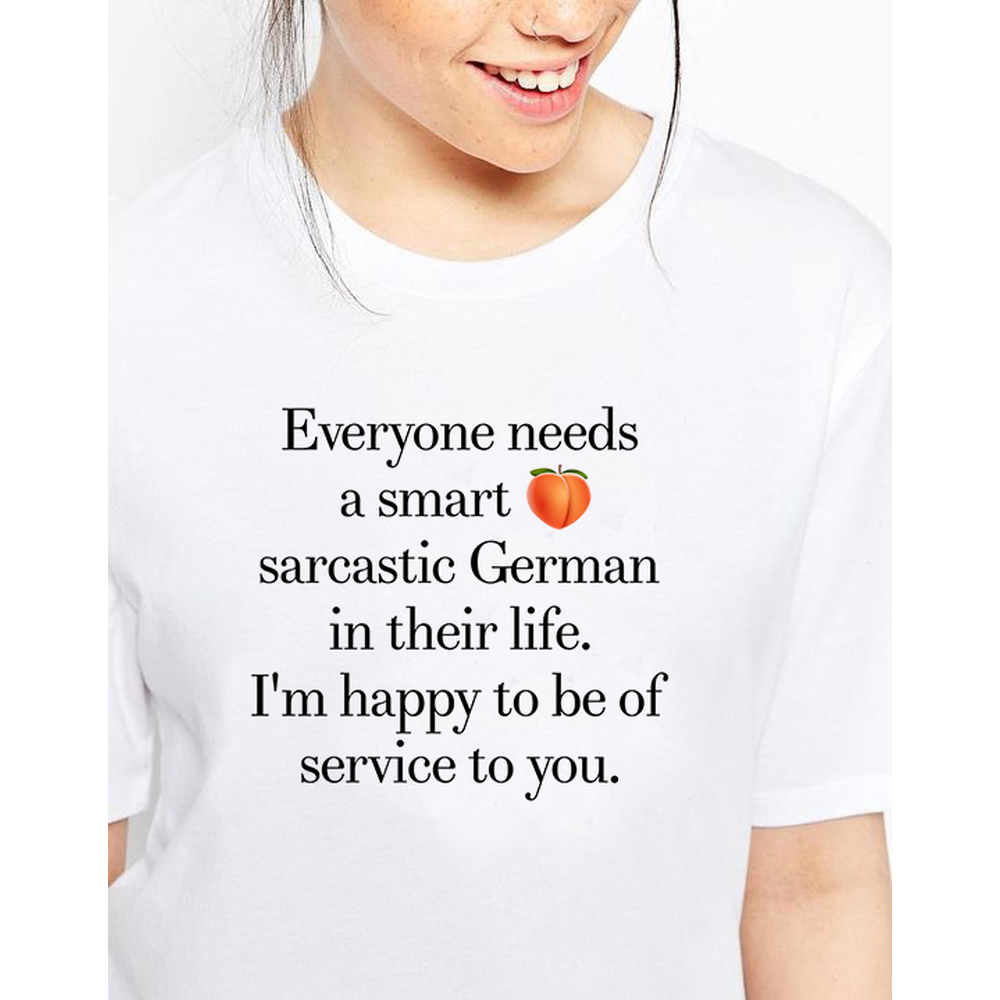 Everyone needs
a smart 🍑
sarcastic German
in their life.
I'm happy to be of
service to you.